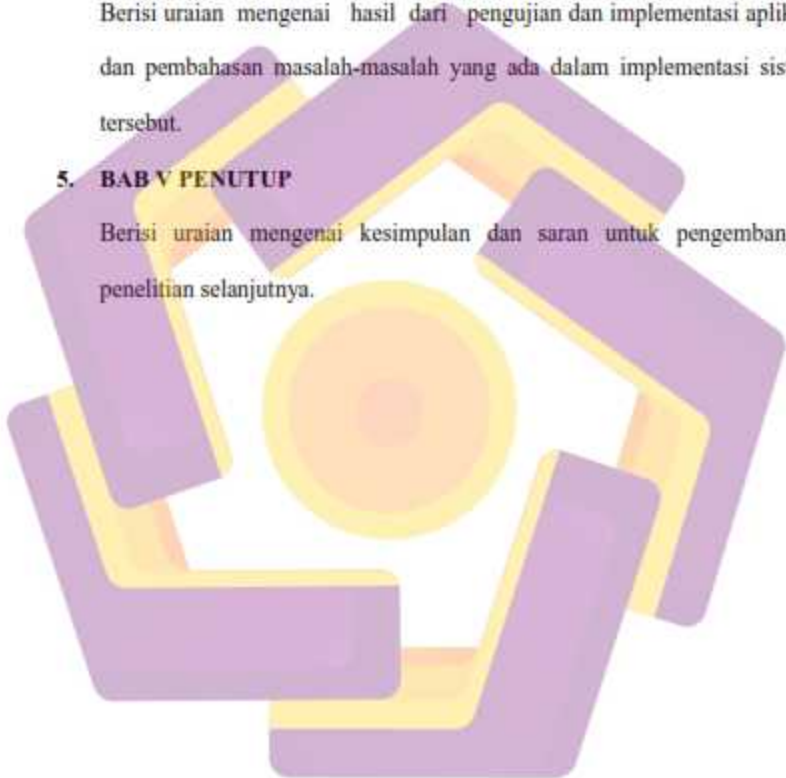 Berisi uraian mengenai hasil dari pengujian dan implementasi aplik
dan pembahasan masalah-masalah yang ada dalam implementasi sis
tersebut.
5. BAB V PENUTUP
Berisi uraian mengenai kesimpulan dan saran untuk pengemban
penelitian selanjutnya.